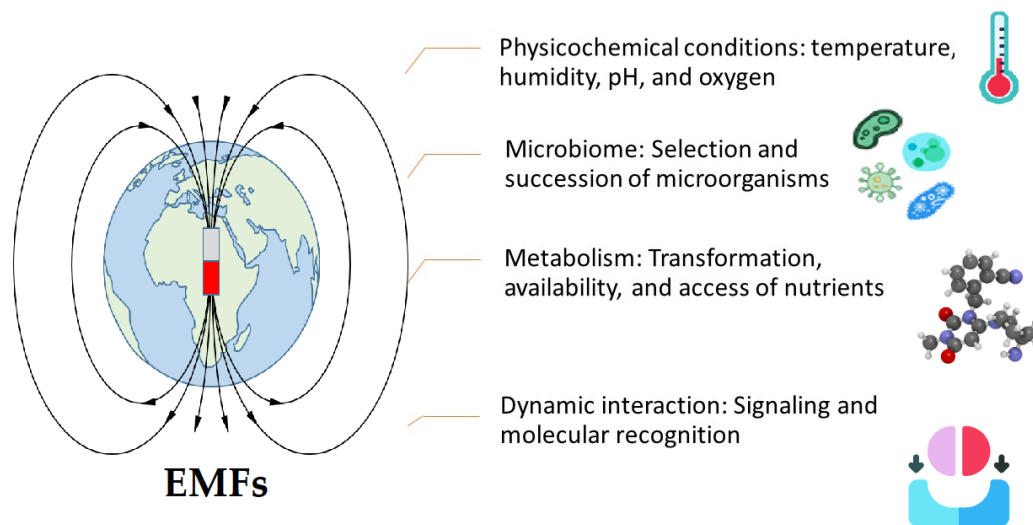 Physicochemical conditions: temperature,
humidity, pH, and oxygen
Microbiome: Selection and
succession of microorganisms
Metabolism: Transformation,
availability, and access of nutrients
Dynamic interaction: Signaling and
molecular recognition
EMFs